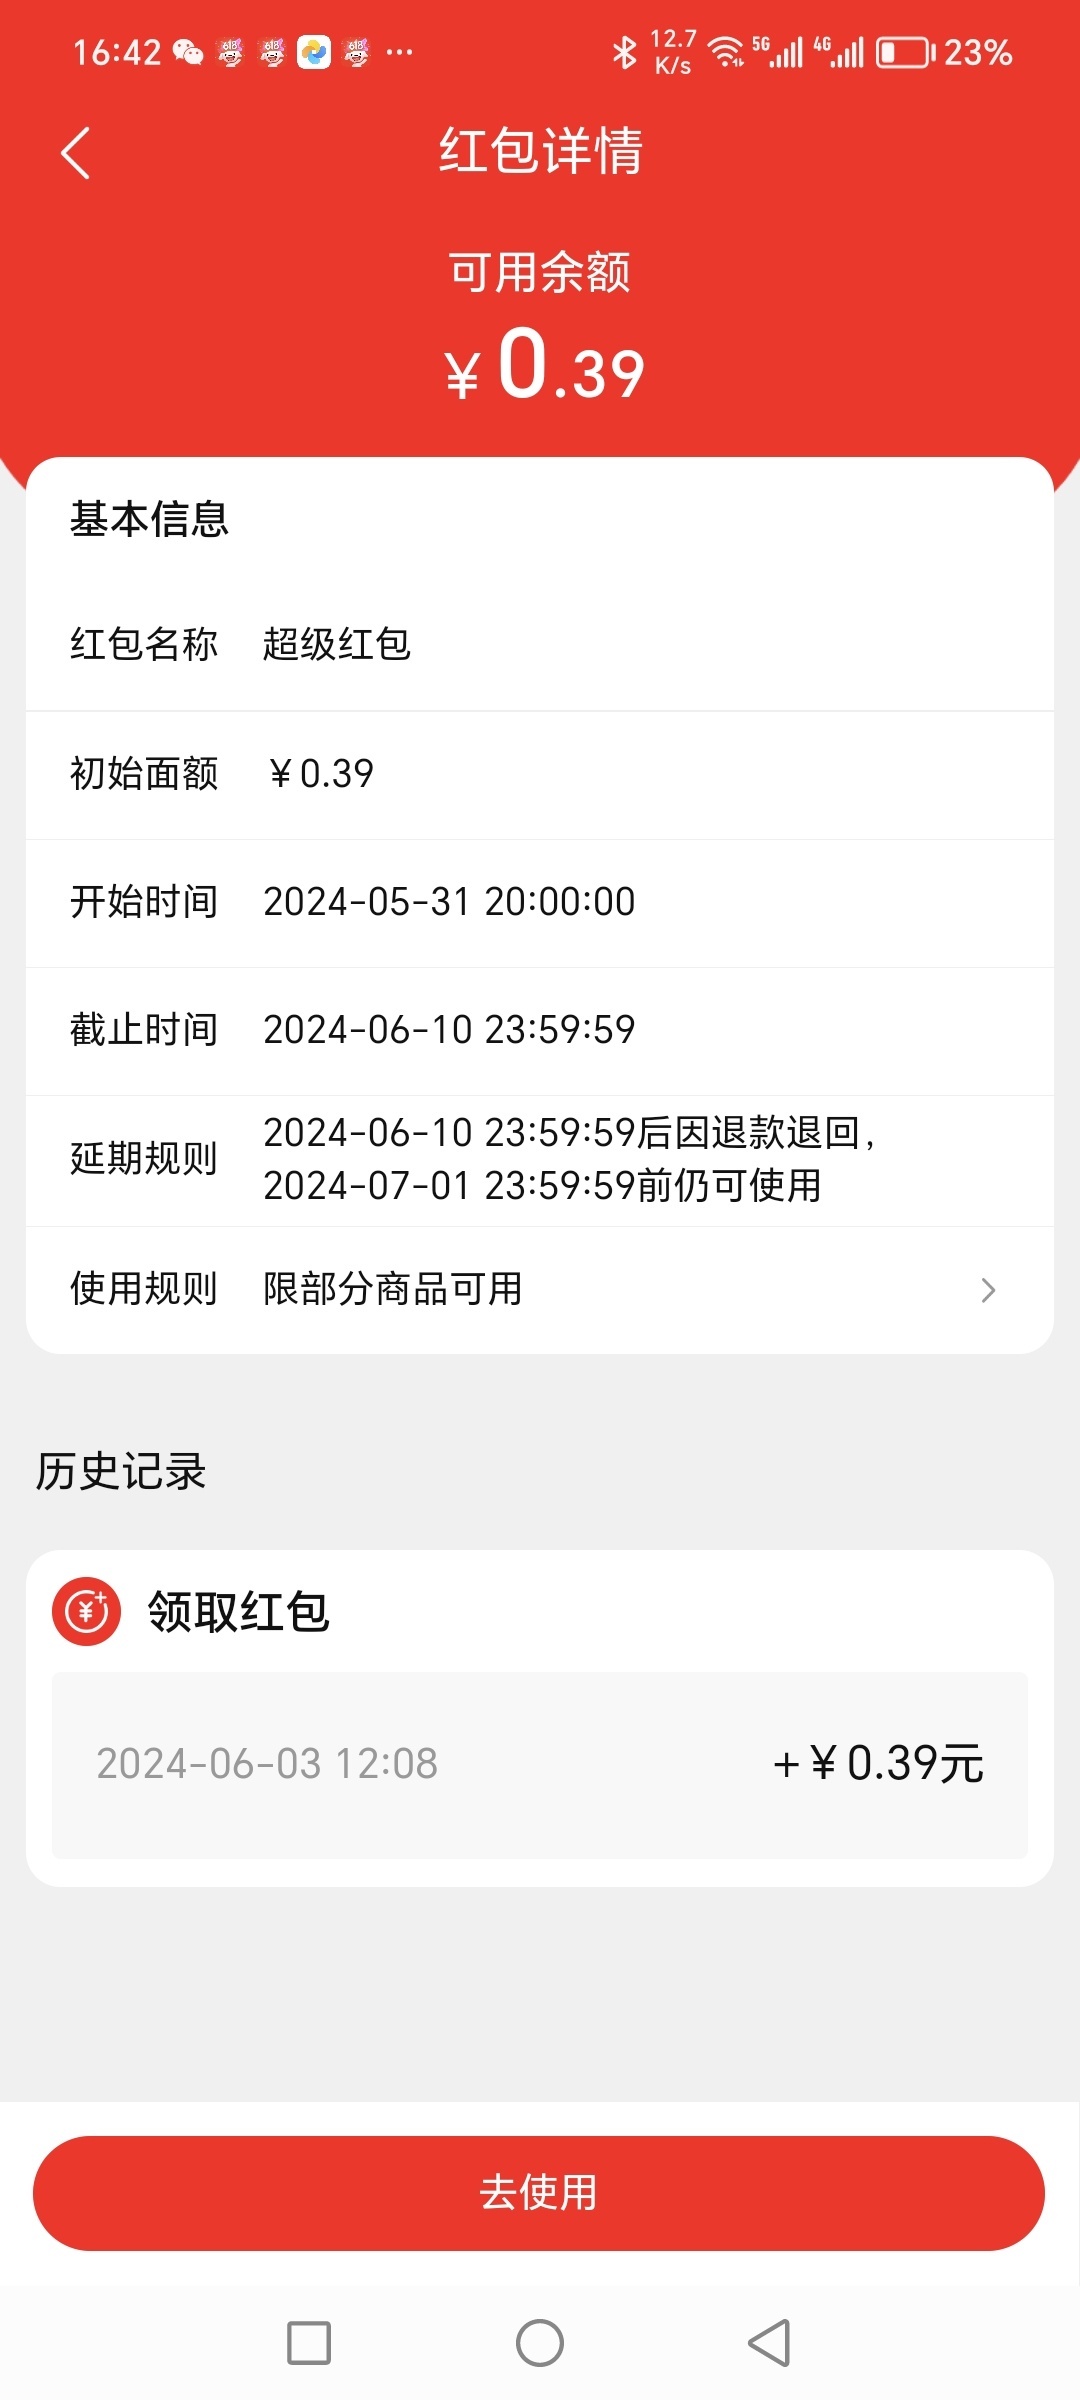 16:42
12.7
K/s
5G
4G
23%
红包详情
可用余额
￥0.39
基本信息
红包名称 超级红包
初始面额 ￥0.39
开始时间 2024-05-31 20:00:00
截止时间 2024-06-10 23:59:59
延期规则 2024-06-10 23:59:59后因退款退回，
2024-07-01 23:59:59前仍可使用
使用规则 限部分商品可用
历史记录
领取红包
2024-06-03 12:08 +￥0.39元
去使用